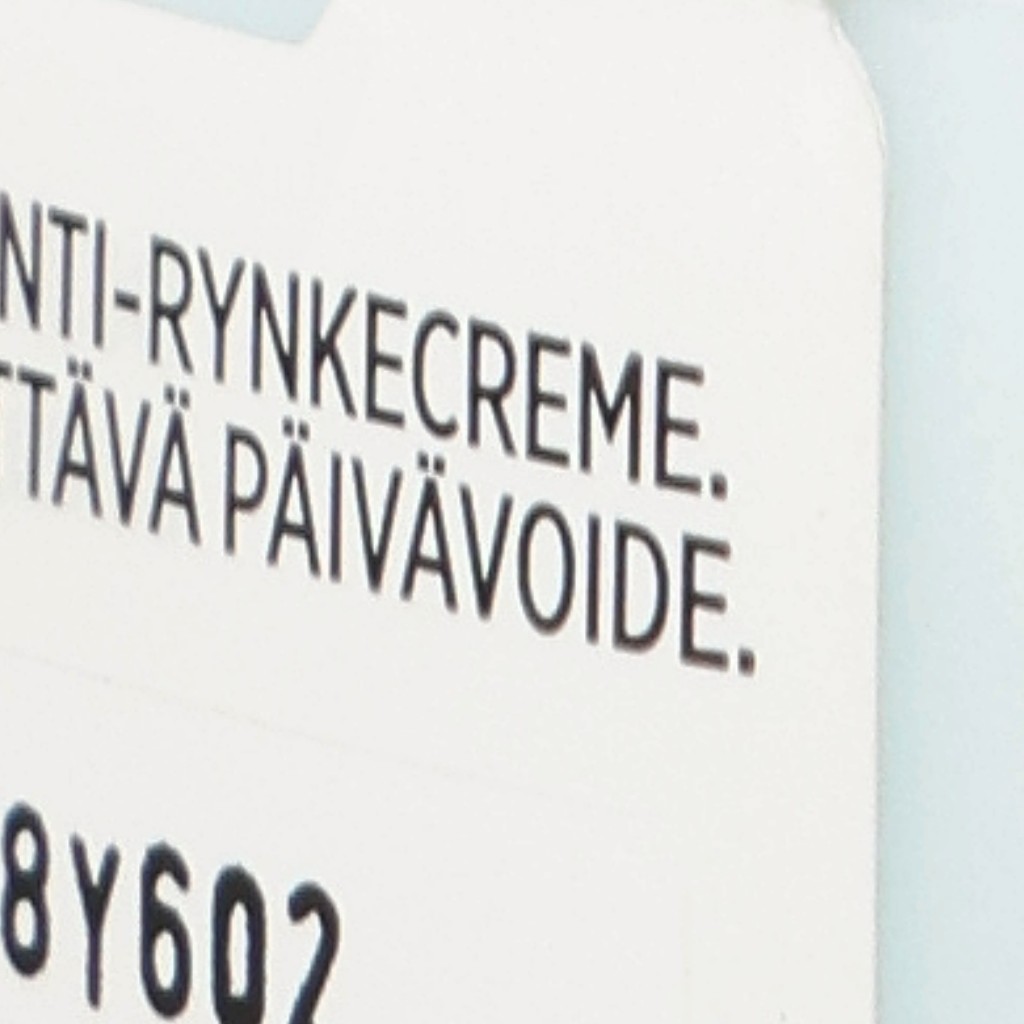 NTI-RYNKECREME.
TTÄVÄ PÄIVÄVOIDE.
8Y602